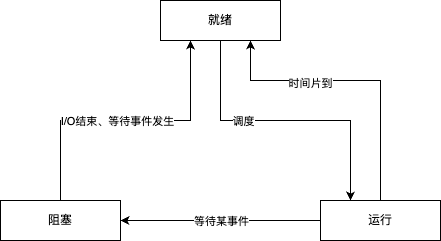 就绪
时间片到
I/O结束、等待事件发生
调度
阻塞
等待某事件
运行